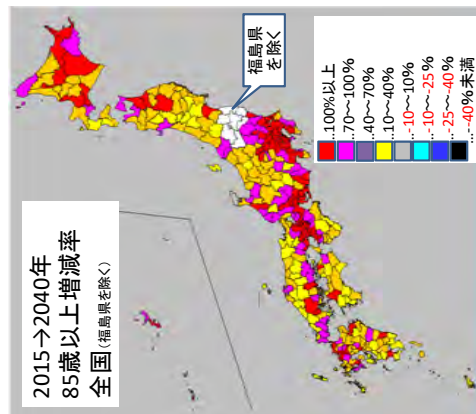 2015→2040年
85歳以上増減率
全国(福島県を除く)
福島県
を除く
…100%以上
…70～100%
…40～70%
…10～40%
…-10～10%
…-10～-25%
…-25～-40%
…-40%未満